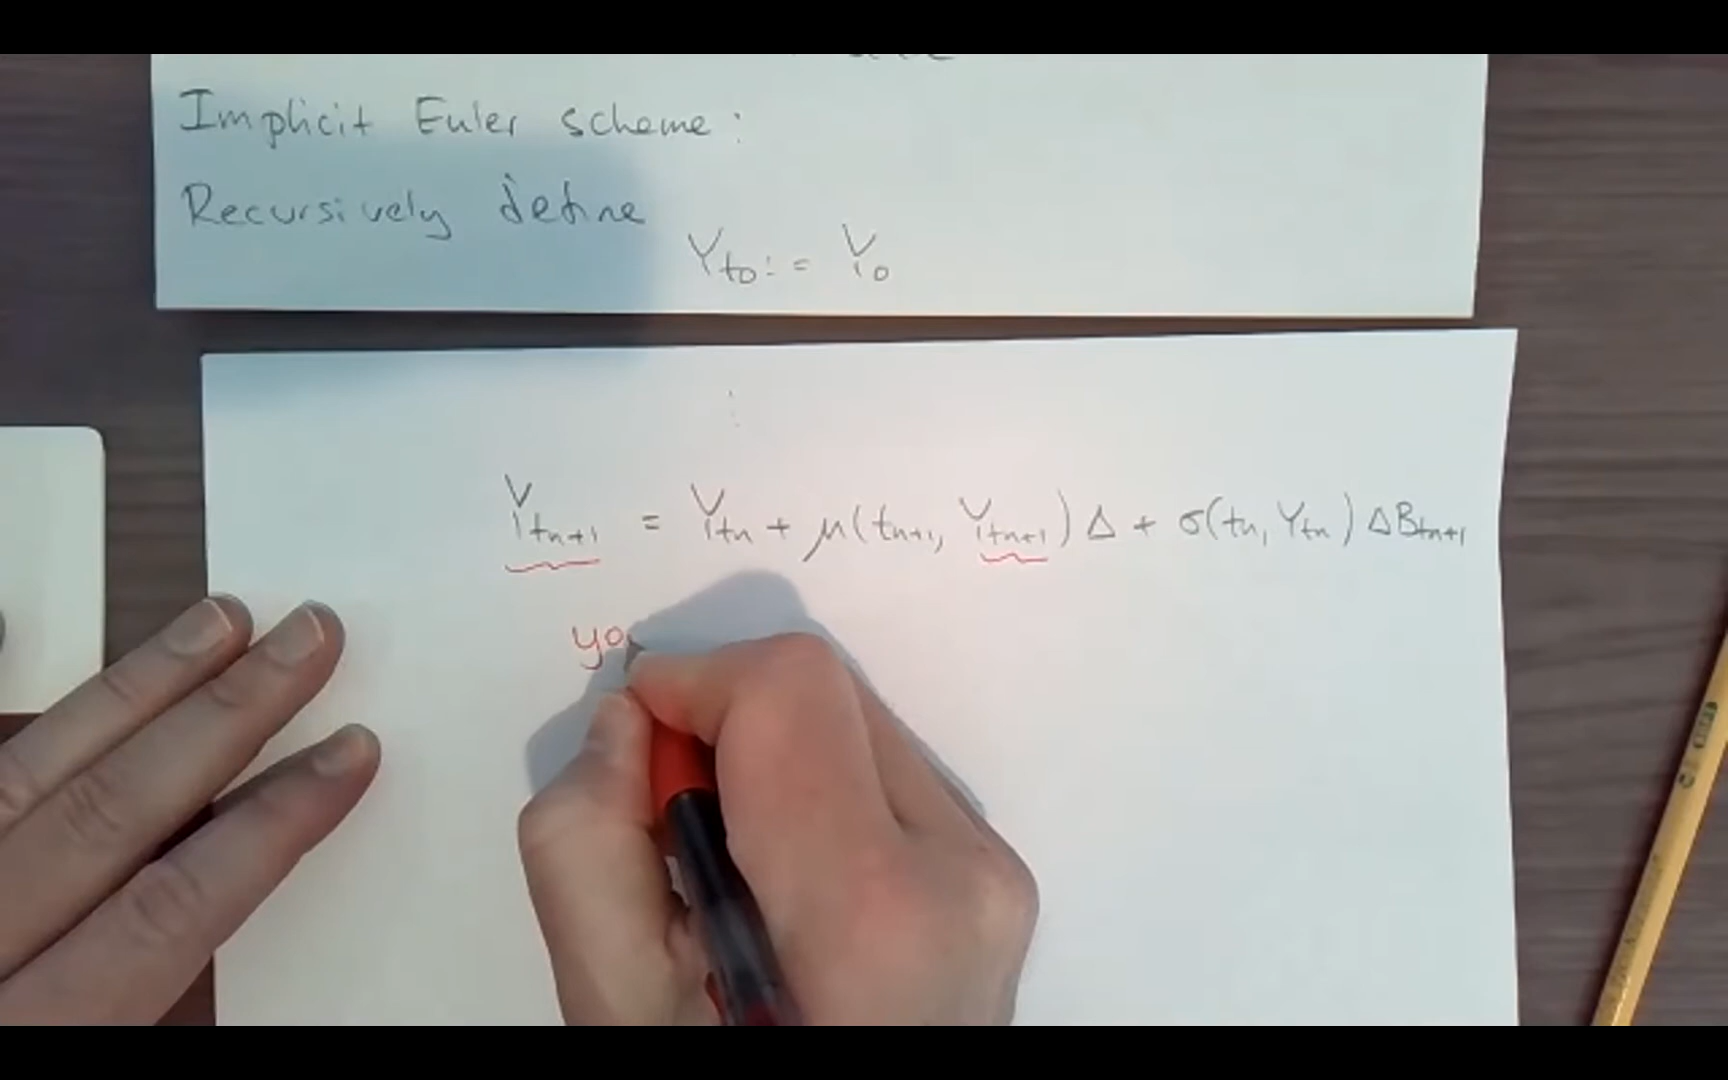 Implicit Euler scheme:
Recursively define
Y_{t_0} := Y_0
⋮
Y_{t_{n+1}} = Y_{t_n} + μ(t_{n+1}, Y_{t_{n+1}}) Δ + σ(t_n, Y_{t_n}) ΔB_{t_{n+1}}